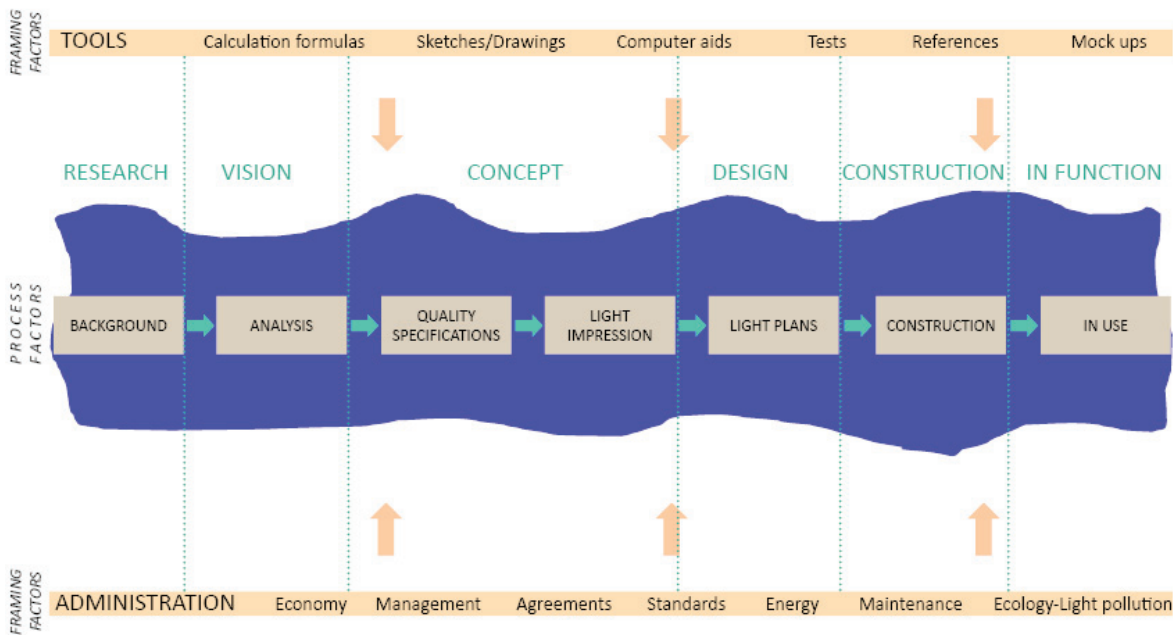 FRAMING
FACTORS
TOOLS Calculation formulas Sketches/Drawings Computer aids Tests References Mock ups
RESEARCH VISION CONCEPT DESIGN CONSTRUCTION IN FUNCTION
PROCESS
FACTORS
BACKGROUND
ANALYSIS
QUALITY
SPECIFICATIONS
LIGHT
IMPRESSION
LIGHT PLANS
CONSTRUCTION
IN USE
FRAMING
FACTORS
ADMINISTRATION Economy Management Agreements Standards Energy Maintenance Ecology-Light pollution